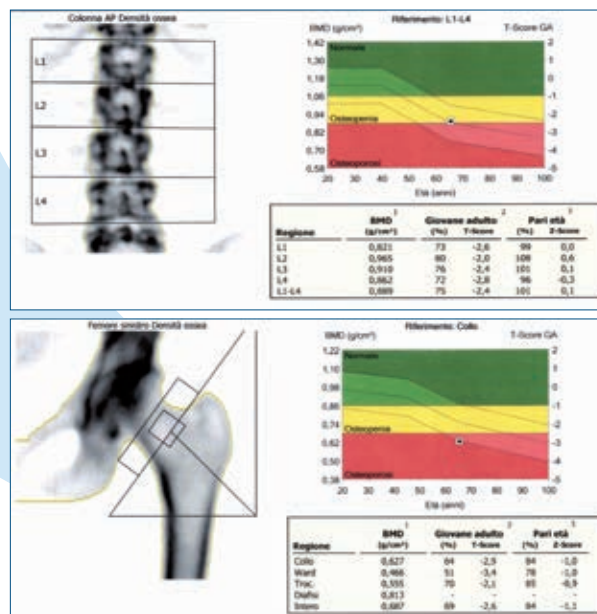 Colonna AP Densità ossea
L1
L2
L3
L4
Riferimento: L1-L4
BMD (g/cm²) T-Score GA
1,42 2
1,30 1
1,18 0
1,06 -1
0,94 -2
0,82 -3
0,70 -4
0,58 -5
Normale
Osteopenia
Osteoporosi
20 30 40 50 60 70 80 90 100
Età (anni)
BMD 1 Giovane adulto 2 Pari età 3
Regione (g/cm²) (%) T-Score (%) Z-Score
L1 0,821 73 -2,6 99 0,0
L2 0,965 80 -2,0 108 0,6
L3 0,910 76 -2,4 101 0,1
L4 0,862 72 -2,8 96 -0,3
L1-L4 0,889 75 -2,4 101 0,1
Femore sinistro Densità ossea
Riferimento: Collo
BMD (g/cm²) T-Score GA
1,22 2
1,10 1
0,98 0
0,86 -1
0,74 -2
0,62 -3
0,50 -4
0,38 -5
Normale
Osteopenia
Osteoporosi
20 30 40 50 60 70 80 90 100
Età (anni)
BMD 1 Giovane adulto 2 Pari età
Regione (g/cm²) (%) T-Score (%) Z-Score
Collo 0,627 64 -2,9 84 -1,0
Ward 0,466 51 -3,4 78 -1,0
Troc. 0,555 70 -2,1 85 -0,9
Diafisi 0,813 - - - -
Intero 0,687 69 -2,6 84